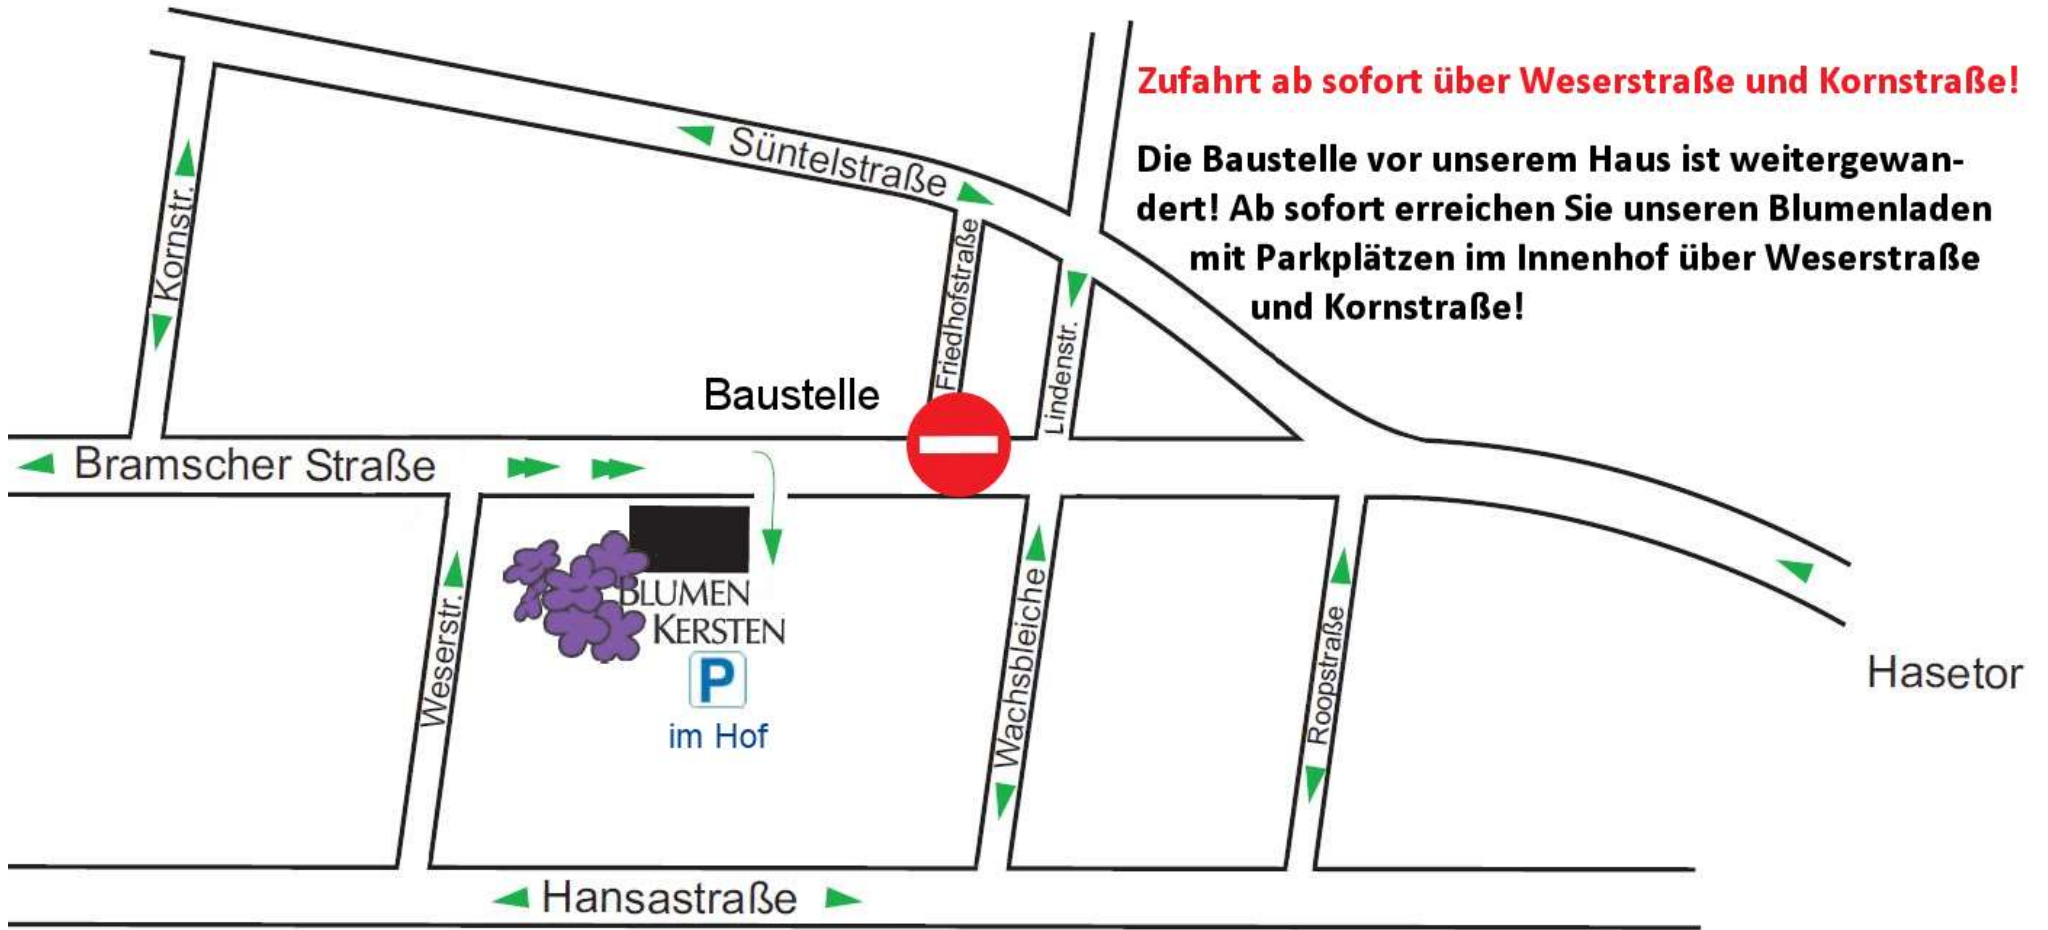 Zufahrt ab sofort über Weserstraße und Kornstraße!
Die Baustelle vor unserem Haus ist weitergewan-
dert! Ab sofort erreichen Sie unseren Blumenladen
mit Parkplätzen im Innenhof über Weserstraße
und Kornstraße!
Süntelstraße
Kornstr.
Friedhofstraße
Lindenstr.
Baustelle
Bramscher Straße
BLUMEN
KERSTEN
P
im Hof
Weserstr.
Wachsbleiche
Roopstraße
Hasetor
Hansastraße